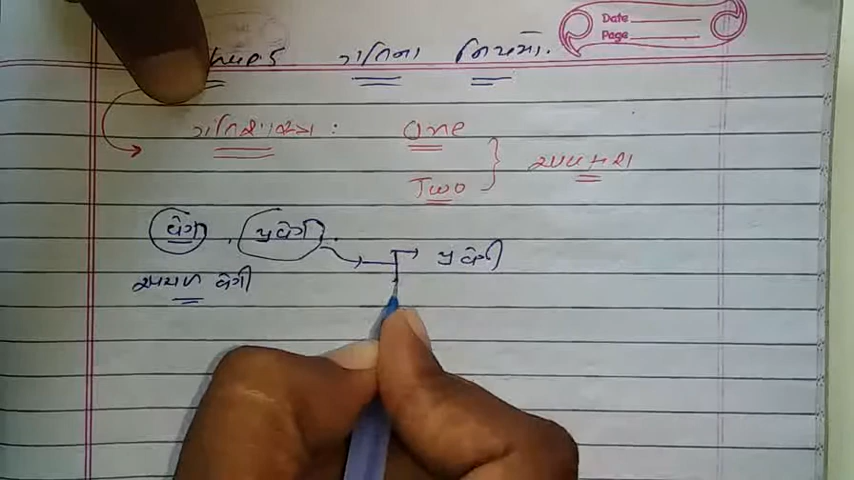 Date
Page
ગતિના નિયમો.
ગતિશાસ્ત્ર : One
Two
વેગ , પ્રવેગ
પ્રવેગી
અચળ વેગી